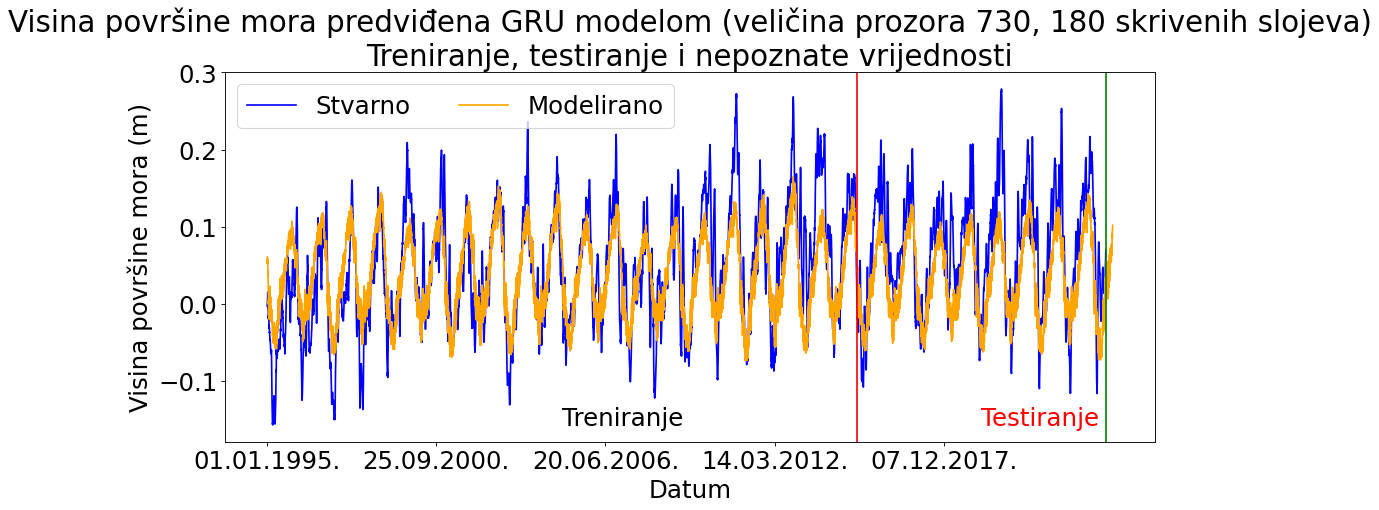 Visina površine mora predviđena GRU modelom (veličina prozora 730, 180 skrivenih slojeva)
Treniranje, testiranje i nepoznate vrijednosti
Stvarno
Modelirano
Visina površine mora (m)
0.3
0.2
0.1
0.0
−0.1
Treniranje
Testiranje
01.01.1995.
25.09.2000.
20.06.2006.
14.03.2012.
07.12.2017.
Datum